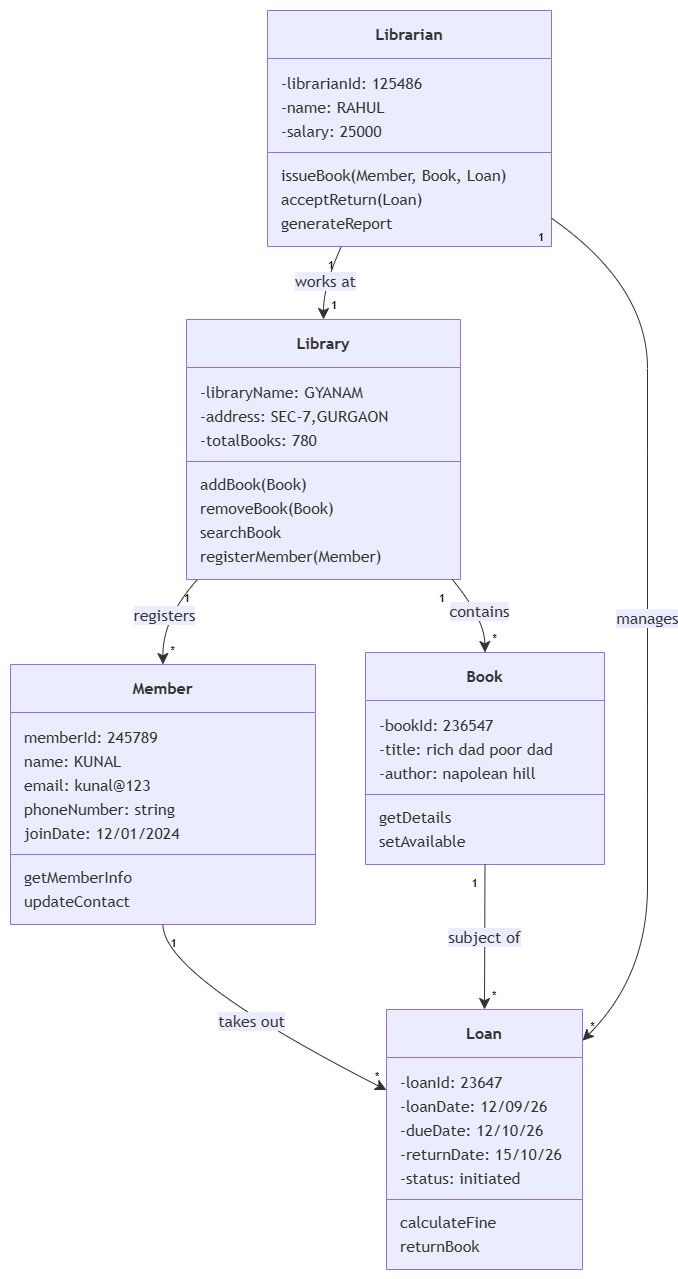 Librarian
-librarianId: 125486
-name: RAHUL
-salary: 25000
issueBook(Member, Book, Loan)
acceptReturn(Loan)
generateReport
1
1
works at
1
Library
-libraryName: GYANAM
-address: SEC-7,GURGAON
-totalBooks: 780
addBook(Book)
removeBook(Book)
searchBook
registerMember(Member)
1
registers
*
1
contains
*
manages
Member
memberId: 245789
name: KUNAL
email: kunal@123
phoneNumber: string
joinDate: 12/01/2024
getMemberInfo
updateContact
Book
-bookId: 236547
-title: rich dad poor dad
-author: napolean hill
getDetails
setAvailable
1
takes out
*
1
subject of
*
*
Loan
-loanId: 23647
-loanDate: 12/09/26
-dueDate: 12/10/26
-returnDate: 15/10/26
-status: initiated
calculateFine
returnBook